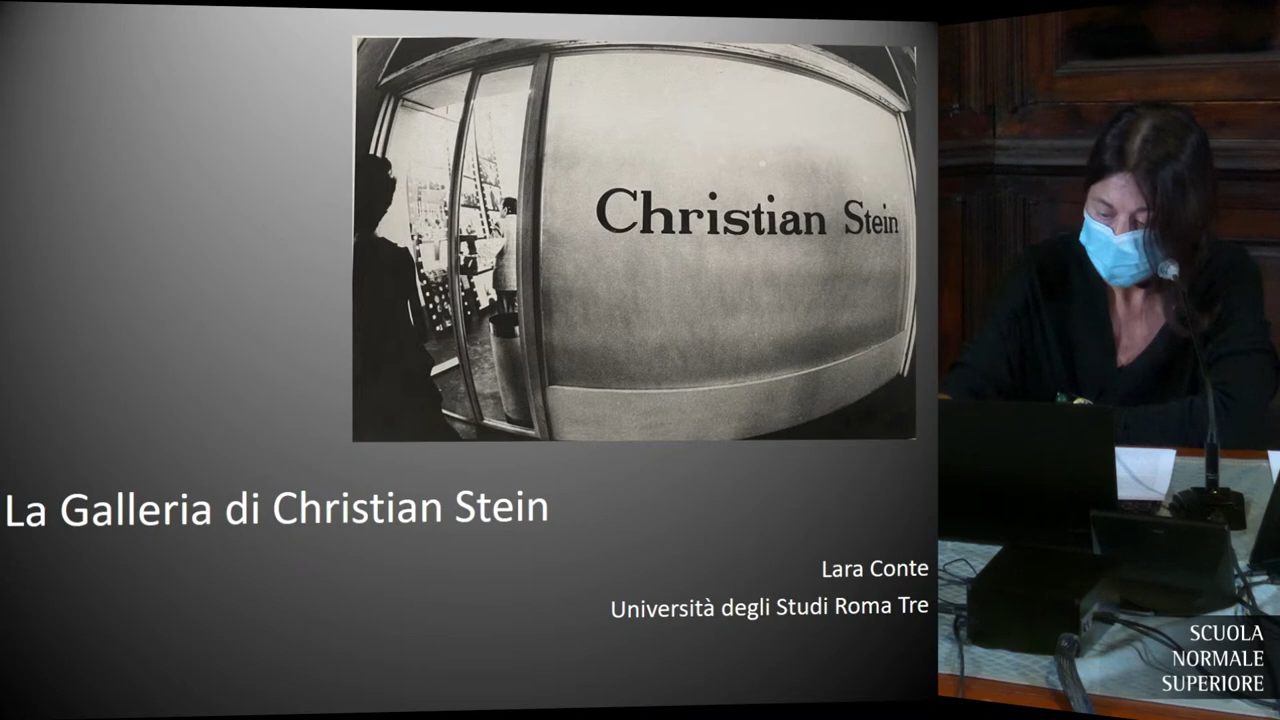 Christian Stein
La Galleria di Christian Stein
Lara Conte
Università degli Studi Roma Tre
SCUOLA
NORMALE
SUPERIORE